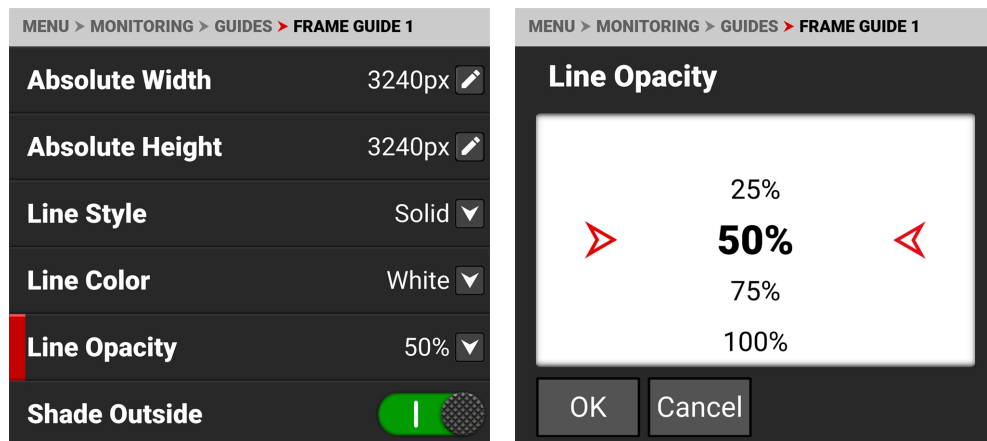 MENU > MONITORING > GUIDES > FRAME GUIDE 1
Absolute Width 3240px
Absolute Height 3240px
Line Style Solid
Line Color White
Line Opacity 50%
Shade Outside
MENU > MONITORING > GUIDES > FRAME GUIDE 1
Line Opacity
25%
50%
75%
100%
OK Cancel